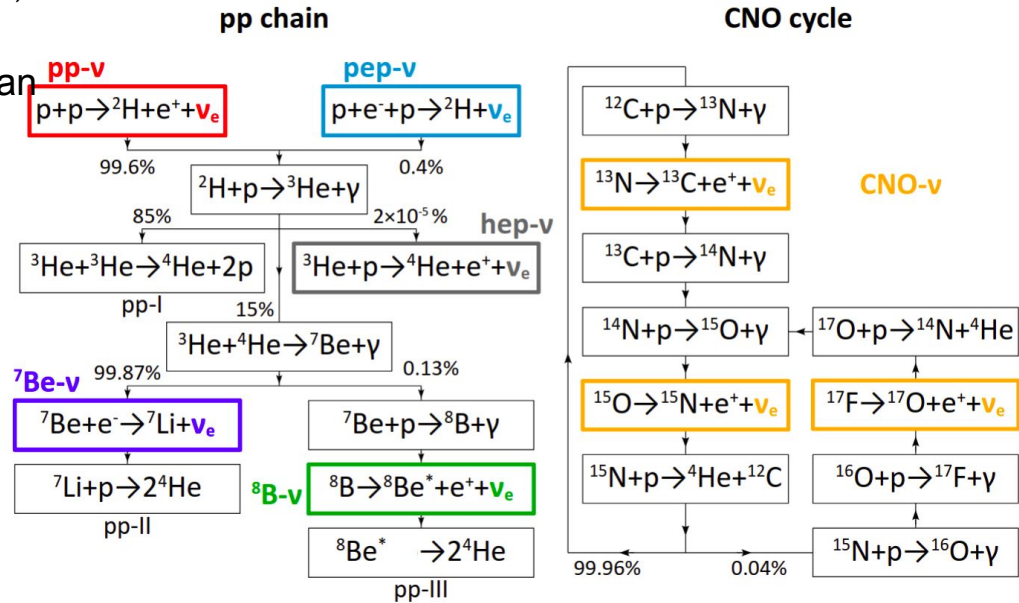 pp chain
pp-ν
an
pep-ν
p+p→²H+e⁺+νₑ
p+e⁻+p→²H+νₑ
99.6%
0.4%
²H+p→³He+γ
85%
2×10⁻⁵ %
hep-ν
³He+³He→⁴He+2p
³He+p→⁴He+e⁺+νₑ
pp-I
15%
³He+⁴He→⁷Be+γ
⁷Be-ν
99.87%
0.13%
⁷Be+e⁻→⁷Li+νₑ
⁷Be+p→⁸B+γ
⁷Li+p→2⁴He
⁸B-ν
⁸B→⁸Be*+e⁺+νₑ
pp-II
⁸Be* →2⁴He
pp-III
CNO cycle
¹²C+p→¹³N+γ
¹³N→¹³C+e⁺+νₑ
CNO-ν
¹³C+p→¹⁴N+γ
¹⁴N+p→¹⁵O+γ
¹⁷O+p→¹⁴N+⁴He
¹⁵O→¹⁵N+e⁺+νₑ
¹⁷F→¹⁷O+e⁺+νₑ
¹⁵N+p→⁴He+¹²C
¹⁶O+p→¹⁷F+γ
¹⁵N+p→¹⁶O+γ
99.96%
0.04%